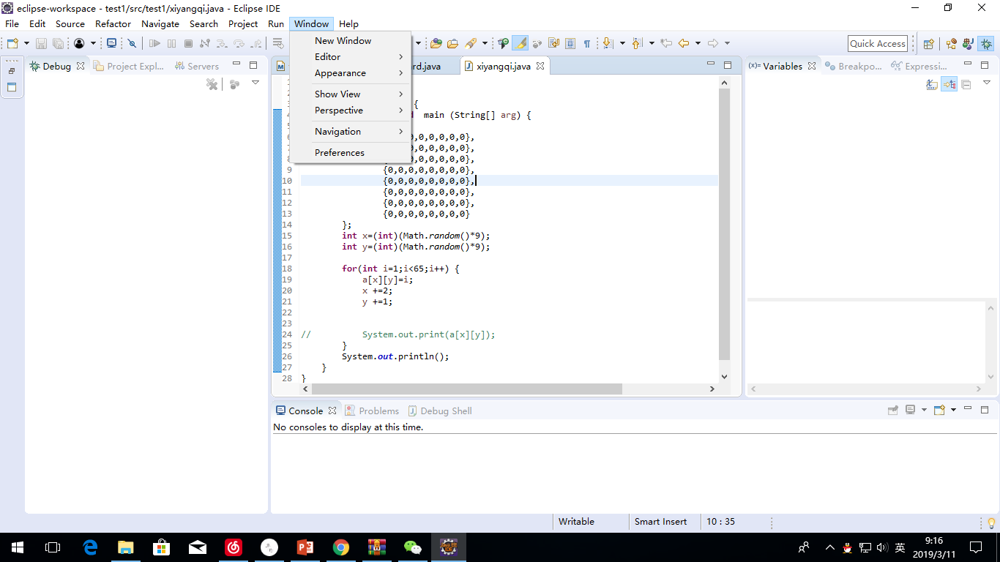 eclipse-workspace - test1/src/test1/xiyangqi.java - Eclipse IDE
File Edit Source Refactor Navigate Search Project Run Window Help
New Window
Editor
Appearance
Show View
Perspective
Navigation
Preferences
Quick Access
Debug Project Expl... Servers
rd.java xiyangqi.java
Variables Breakpo... Expressi...
{
main (String[] arg) {
0,0,0,0,0,0},
0,0,0,0,0,0},
0,0,0,0,0,0},
9 {0,0,0,0,0,0,0,0},
10 {0,0,0,0,0,0,0,0},
11 {0,0,0,0,0,0,0,0},
12 {0,0,0,0,0,0,0,0},
13 {0,0,0,0,0,0,0,0}
14 };
15 int x=(int)(Math.random()*9);
16 int y=(int)(Math.random()*9);
17
18 for(int i=1;i<65;i++) {
19 a[x][y]=i;
20 x +=2;
21 y +=1;
22
23
24 // System.out.print(a[x][y]);
25 }
26 System.out.println();
27 }
28 }
Console Problems Debug Shell
No consoles to display at this time.
Writable Smart Insert 10 : 35
英 9:16
2019/3/11